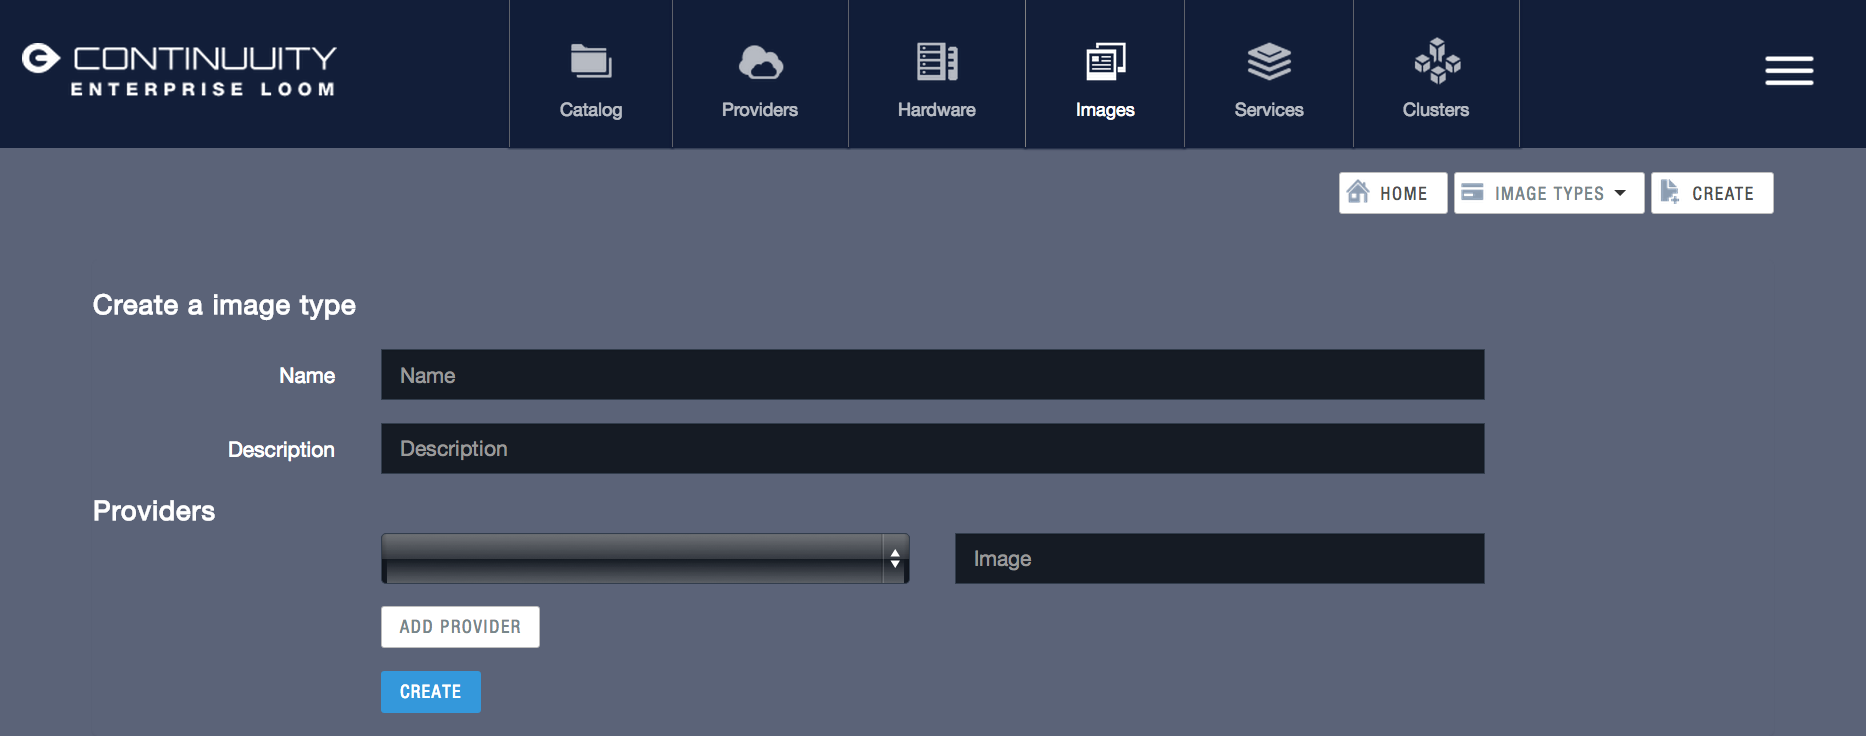 CONTINUUITY
ENTERPRISE LOOM
Catalog
Providers
Hardware
Images
Services
Clusters
HOME
IMAGE TYPES
CREATE
Create a image type
Name
Name
Description
Description
Providers
Image
ADD PROVIDER
CREATE